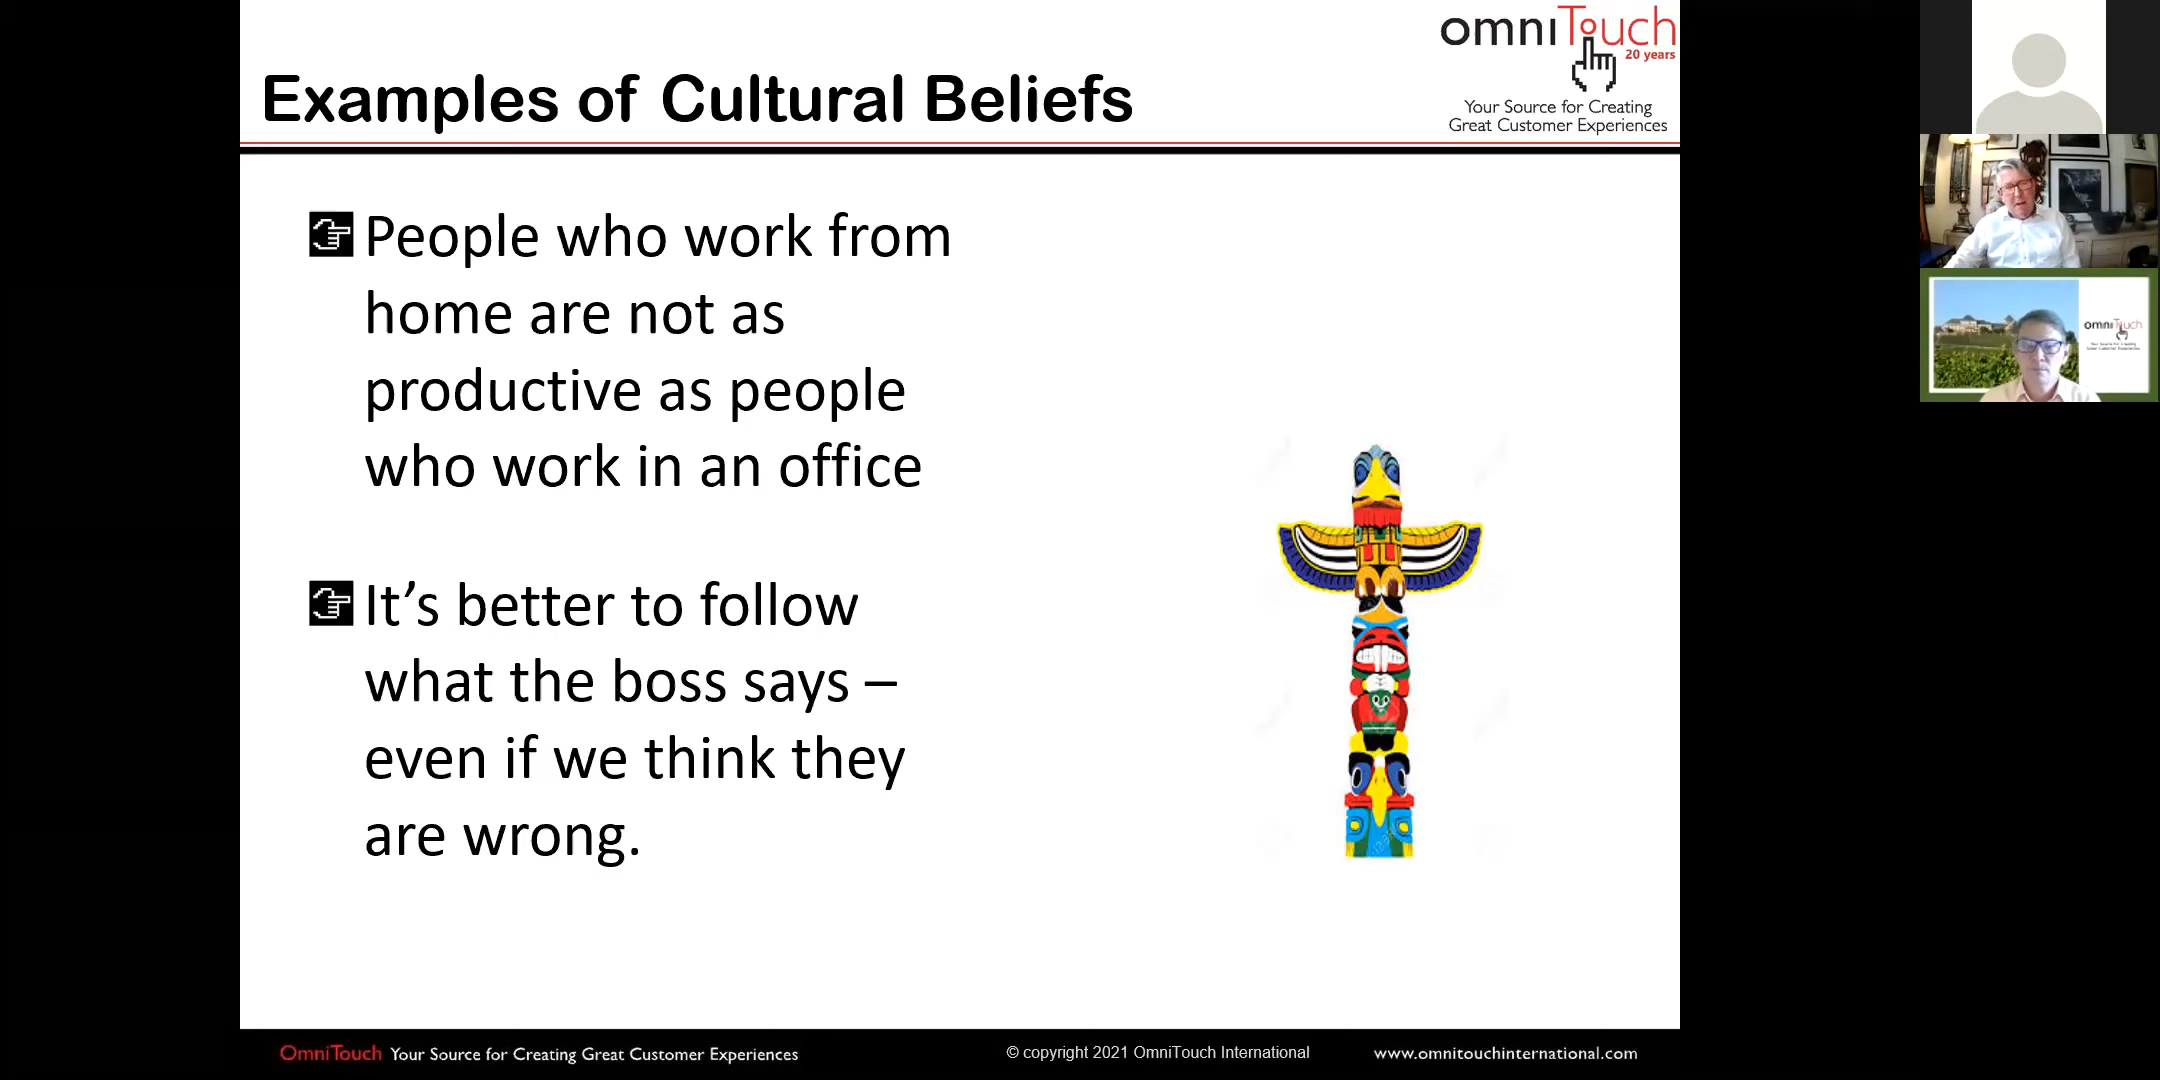 omniTouch
20 years
Your Source for Creating
Great Customer Experiences
Examples of Cultural Beliefs
People who work from
home are not as
productive as people
who work in an office
It's better to follow
what the boss says –
even if we think they
are wrong.
OmniTouch Your Source for Creating Great Customer Experiences
© copyright 2021 OmniTouch International
www.omnitouchinternational.com
omniTouch